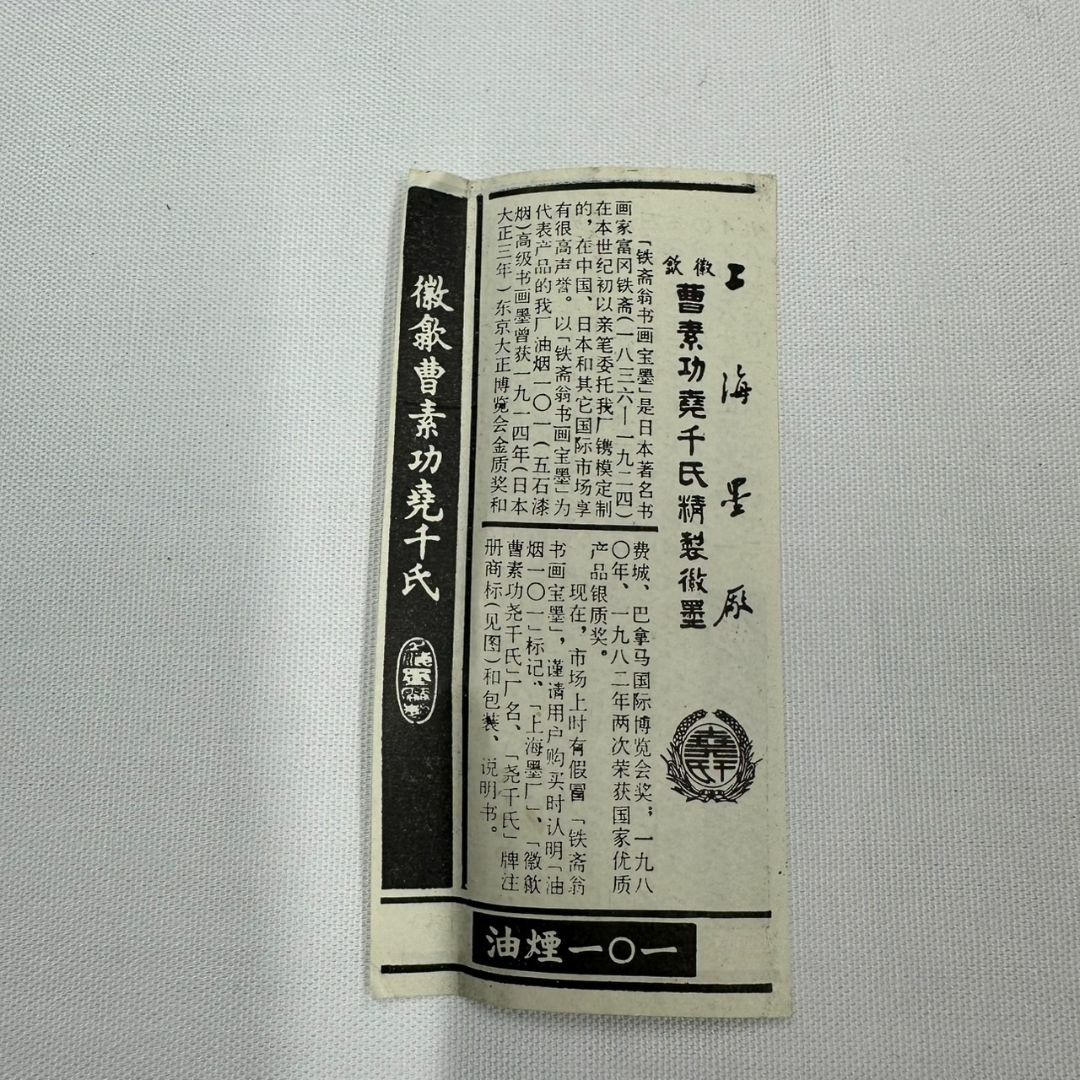 上海墨厰
徽歙
曹素功堯千氏精製徽墨
堯千氏
「铁斋翁书画宝墨」是日本著名书
画家富冈铁斋(一八三六—一九二四)
在本世纪初以亲笔委托我厂镌模定制
的,在中国、日本和其它国际市场享
有很高声誉。以「铁斋翁书画宝墨」为
代表产品的我厂油烟一〇一(五石漆
烟)高级书画墨曾获一九一四年(日本
大正三年)东京大正博览会金质奖和
费城、巴拿马国际博览会奖;一九八
〇年、一九八二年两次荣获国家优质
产品银质奖。
现在,市场上时有假冒「铁斋翁
书画宝墨」,谨请用户购买时认明「油
烟一〇一」标记、「上海墨厂」、「徽歙
曹素功尧千氏」厂名、「尧千氏」牌注
册商标(见图)和包装、说明书。
徽歙曹素功堯千氏
油煙一〇一